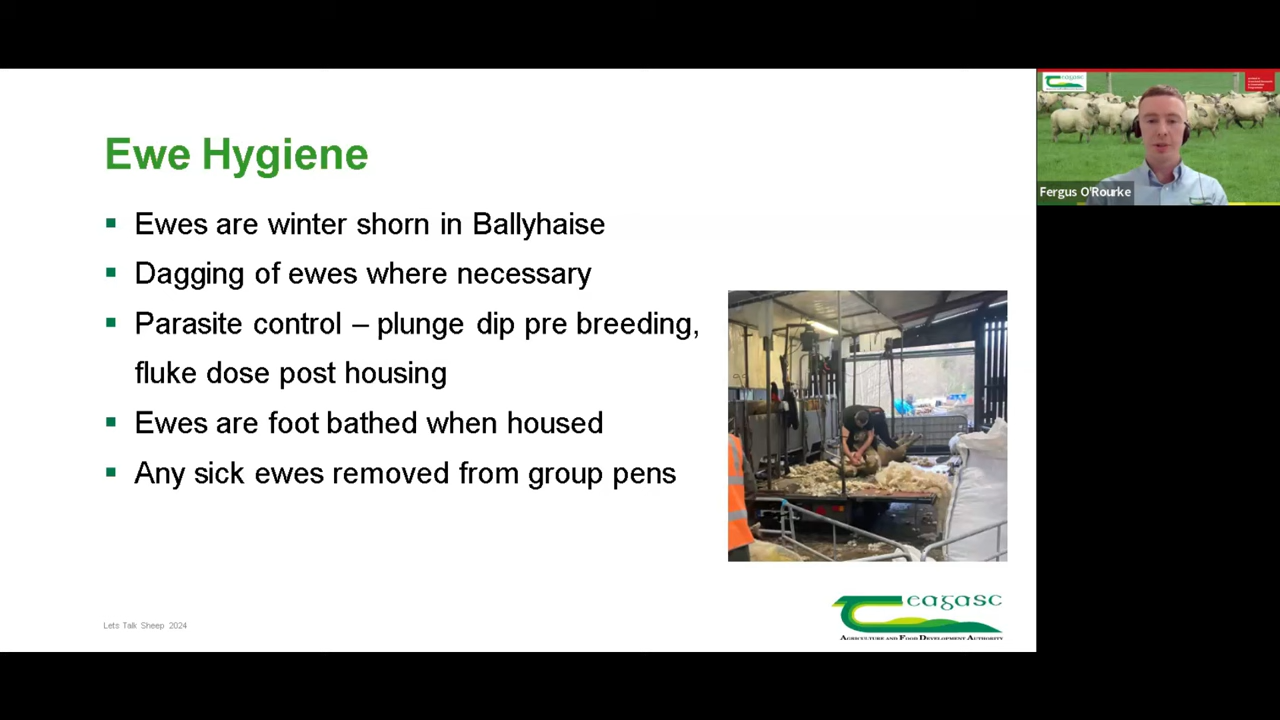 Ewe Hygiene
Ewes are winter shorn in Ballyhaise
Dagging of ewes where necessary
Parasite control – plunge dip pre breeding,
fluke dose post housing
Ewes are foot bathed when housed
Any sick ewes removed from group pens
Lets Talk Sheep 2024
eagasc
AGRICULTURE AND FOOD DEVELOPMENT AUTHORITY
Fergus O'Rourke